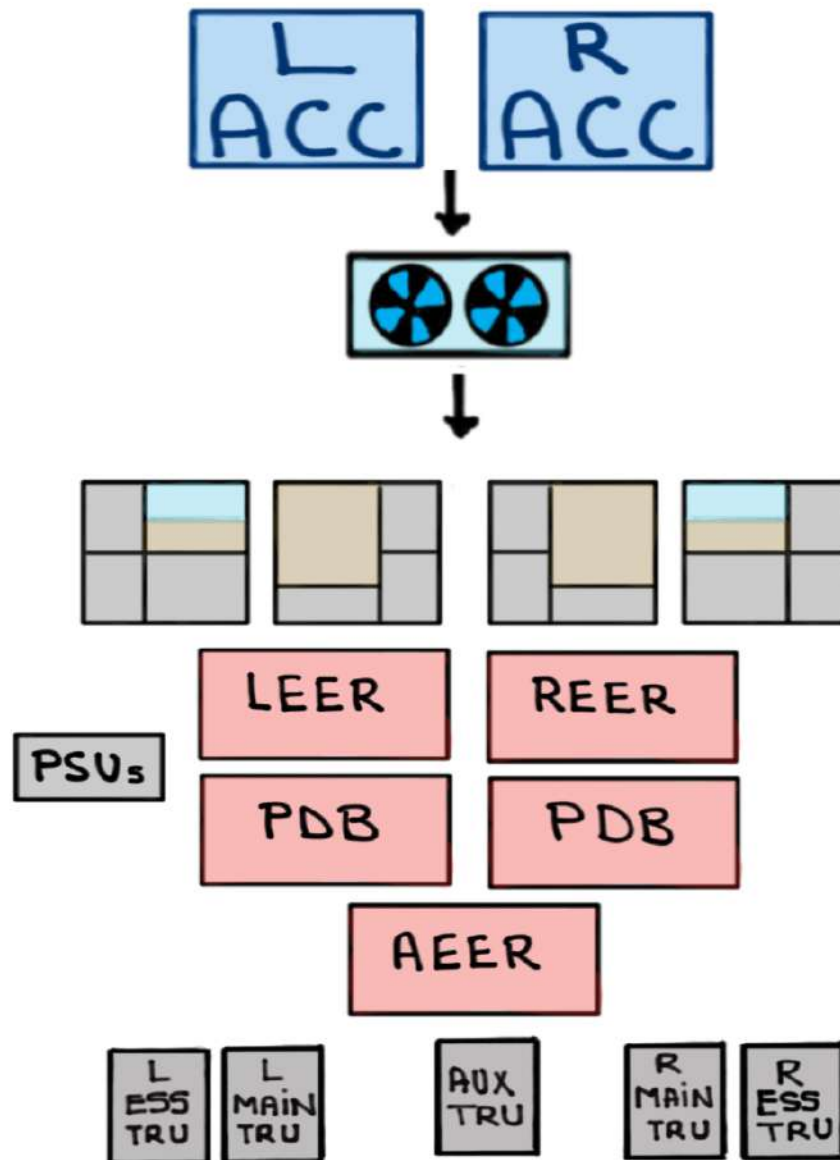 L
ACC
R
ACC
LEER
REER
PSUs
PDB
PDB
AEER
L
ESS
TRU
L
MAIN
TRU
AUX
TRU
R
MAIN
TRU
R
ESS
TRU